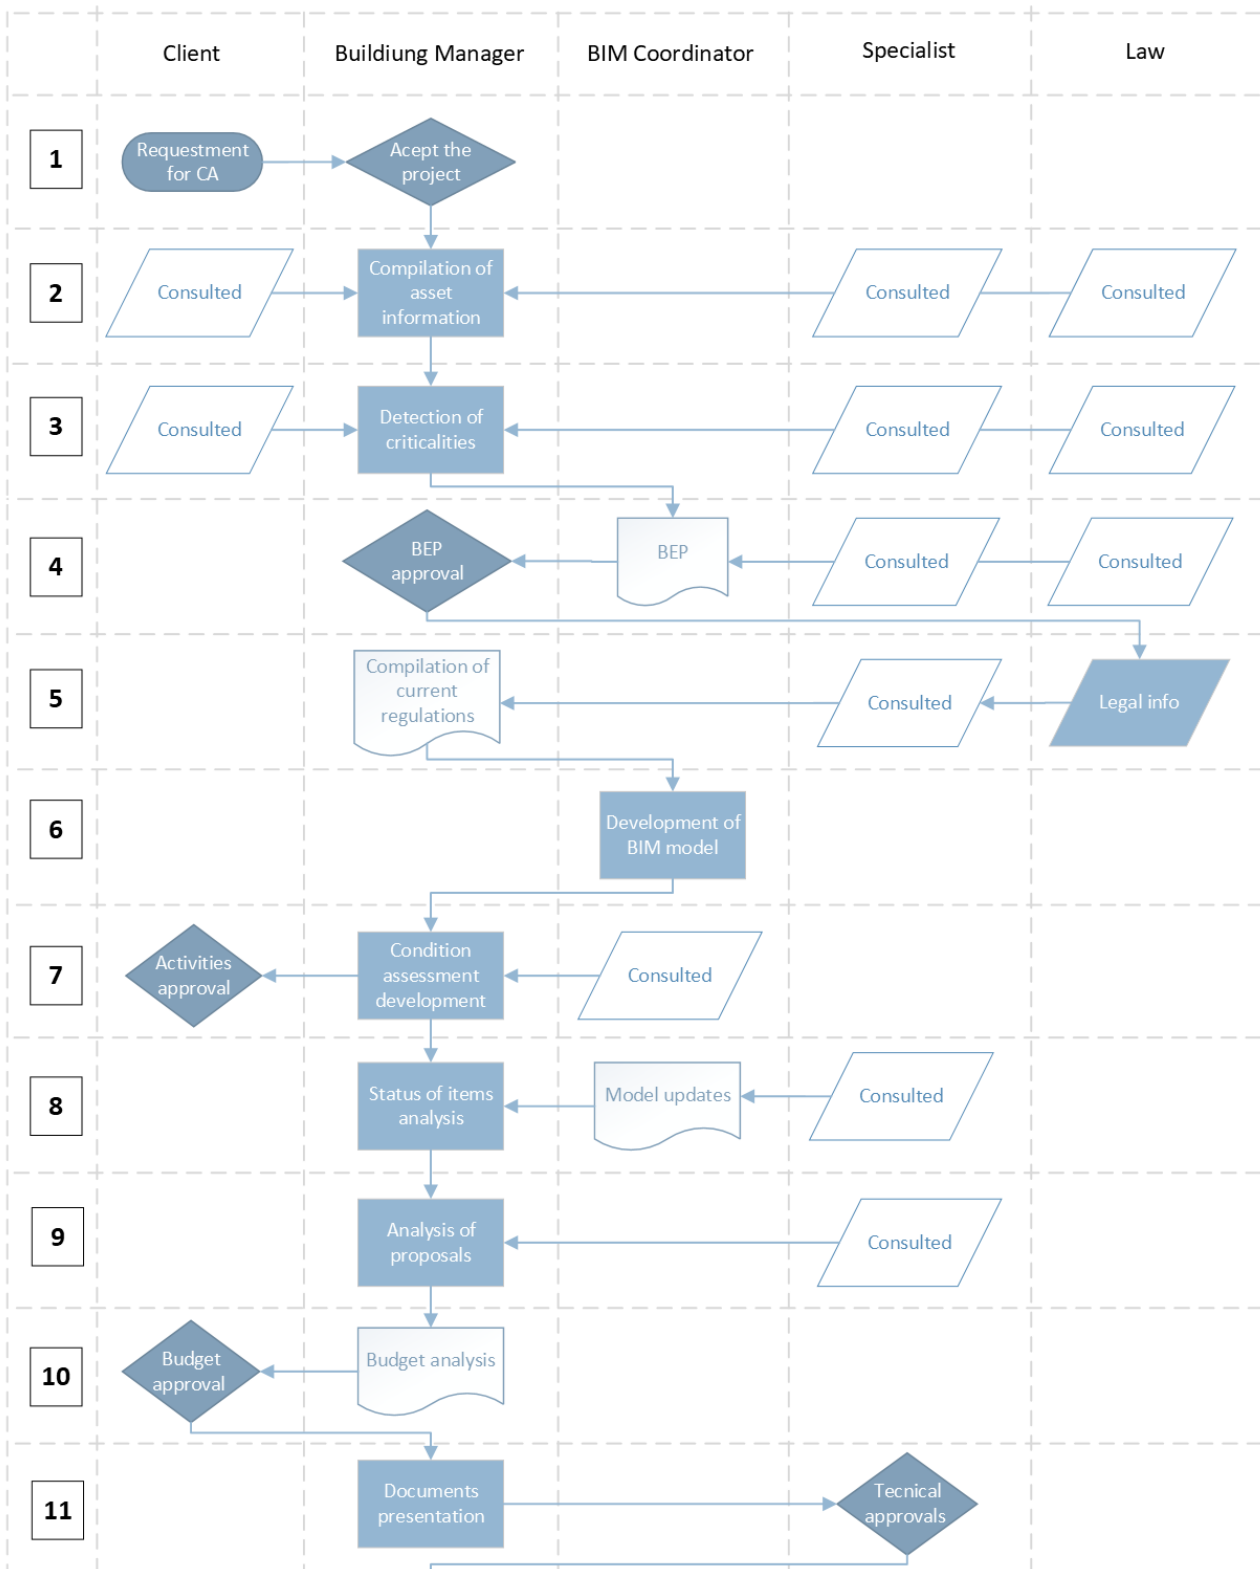 Client
Buildiung Manager
BIM Coordinator
Specialist
Law
1
Requestment
for CA
Acept the
project
2
Consulted
Compilation of
asset
information
Consulted
Consulted
3
Consulted
Detection of
criticalities
Consulted
Consulted
4
BEP
approval
BEP
Consulted
Consulted
5
Compilation of
current
regulations
Consulted
Legal info
6
Development of
BIM model
7
Activities
approval
Condition
assessment
development
Consulted
8
Status of items
analysis
Model updates
Consulted
9
Analysis of
proposals
Consulted
10
Budget
approval
Budget analysis
11
Documents
presentation
Tecnical
approvals